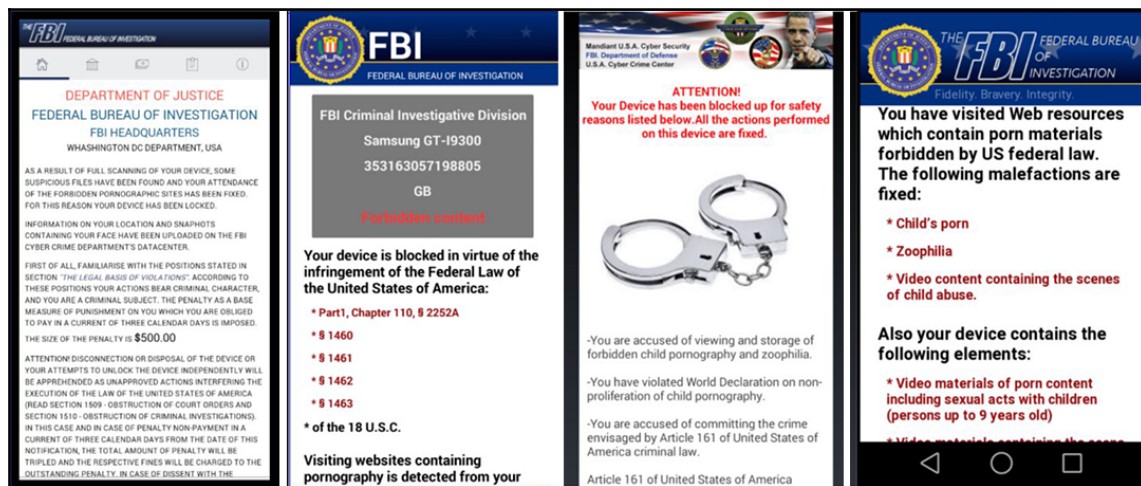 THE FBI FEDERAL BUREAU OF INVESTIGATION
DEPARTMENT OF JUSTICE
FEDERAL BUREAU OF INVESTIGATION
FBI HEADQUARTERS
WHASHINGTON DC DEPARTMENT, USA
AS A RESULT OF FULL SCANNING OF YOUR DEVICE, SOME
SUSPICIOUS FILES HAVE BEEN FOUND AND YOUR ATTENDANCE
OF THE FORBIDDEN PORNOGRAPHIC SITES HAS BEEN FIXED.
FOR THIS REASON YOUR DEVICE HAS BEEN LOCKED.
INFORMATION ON YOUR LOCATION AND SNAPHOTS
CONTAINING YOUR FACE HAVE BEEN UPLOADED ON THE FBI
CYBER CRIME DEPARTMENT'S DATACENTER.
FIRST OF ALL, FAMILIARISE WITH THE POSITIONS STATED IN
SECTION "THE LEGAL BASIS OF VIOLATIONS". ACCORDING TO
THESE POSITIONS YOUR ACTIONS BEAR CRIMINAL CHARACTER,
AND YOU ARE A CRIMINAL SUBJECT. THE PENALTY AS A BASE
MEASURE OF PUNISHMENT ON YOU WHICH YOU ARE OBLIGED
TO PAY IN A CURRENT OF THREE CALENDAR DAYS IS IMPOSED.
THE SIZE OF THE PENALTY IS $500.00
ATTENTION! DISCONNECTION OR DISPOSAL OF THE DEVICE OR
YOUR ATTEMPTS TO UNLOCK THE DEVICE INDEPENDENTLY WILL
BE APPREHENDED AS UNAPPROVED ACTIONS INTERFERING THE
EXECUTION OF THE LAW OF THE UNITED STATES OF AMERICA
(READ SECTION 1509 - OBSTRUCTION OF COURT ORDERS AND
SECTION 1510 - OBSTRUCTION OF CRIMINAL INVESTIGATIONS).
IN THIS CASE AND IN CASE OF PENALTY NON-PAYMENT IN A
CURRENT OF THREE CALENDAR DAYS FROM THE DATE OF THIS
NOTIFICATION, THE TOTAL AMOUNT OF PENALTY WILL BE
TRIPLED AND THE RESPECTIVE FINES WILL BE CHARGED TO THE
OUTSTANDING PENALTY. IN CASE OF DISSENT WITH THE
FBI
FEDERAL BUREAU OF INVESTIGATION
FBI Criminal Investigative Division
Samsung GT-I9300
353163057198805
GB
Forbidden content
Your device is blocked in virtue of the
infringement of the Federal Law of
the United States of America:
* Part1, Chapter 110, § 2252A
* § 1460
* § 1461
* § 1462
* § 1463
* of the 18 U.S.C.
Visiting websites containing
pornography is detected from your
Mandiant U.S.A. Cyber Security
FBI. Department of Defense
U.S.A. Cyber Crime Center
ATTENTION!
Your Device has been blocked up for safety
reasons listed below.All the actions performed
on this device are fixed.
-You are accused of viewing and storage of
forbidden child pornography and zoophilia.
-You have violated World Declaration on non-
proliferation of child pornography.
-You are accused of committing the crime
envisaged by Article 161 of United States of
America criminal law.
Article 161 of United States of America
THE FBI FEDERAL BUREAU
OF
INVESTIGATION
Fidelity. Bravery. Integrity.
You have visited Web resources
which contain porn materials
forbidden by US federal law.
The following malefactions are
fixed:
* Child's porn
* Zoophilia
* Video content containing the scenes
of child abuse.
Also your device contains the
following elements:
* Video materials of porn content
including sexual acts with children
(persons up to 9 years old)
* Video materials containing the scene